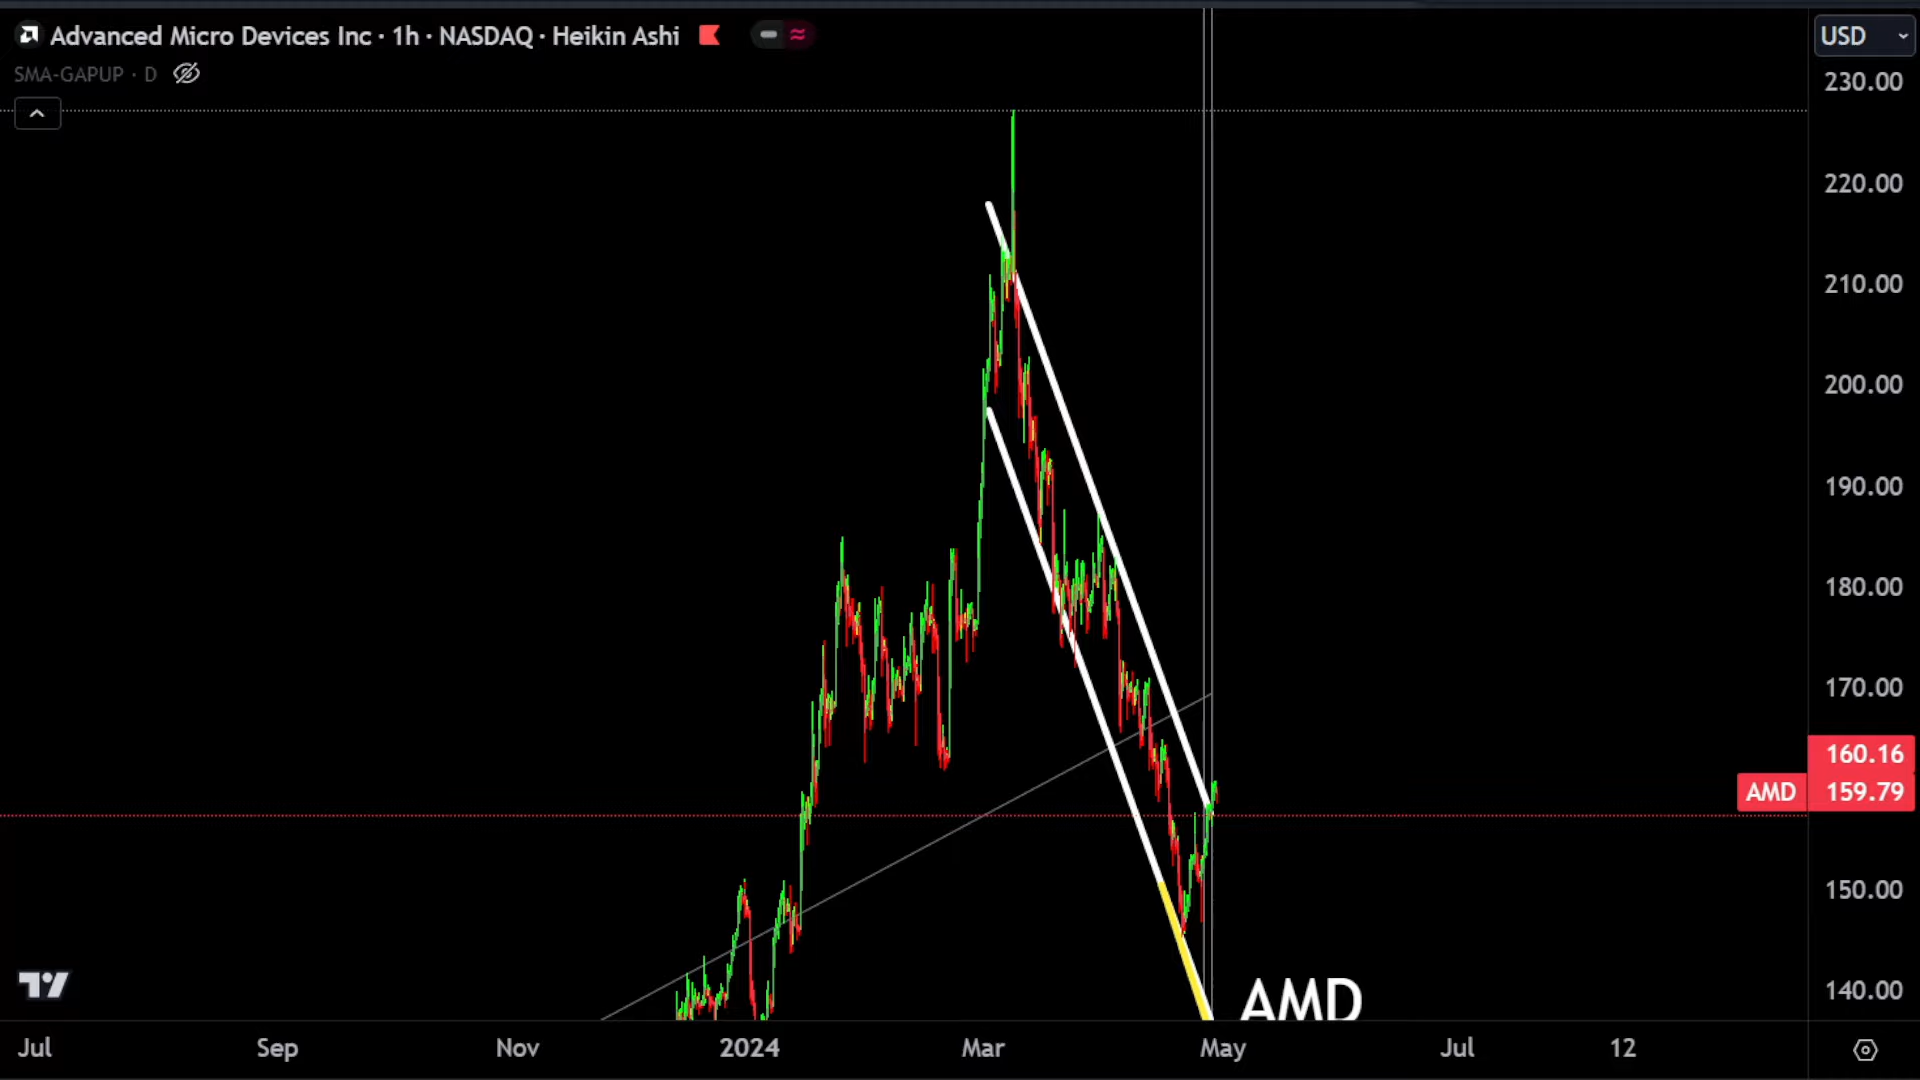 Advanced Micro Devices Inc · 1h · NASDAQ · Heikin Ashi
USD
SMA-GAPUP · D
230.00
220.00
210.00
200.00
190.00
180.00
170.00
160.16
AMD 159.79
150.00
140.00
AMD
Jul Sep Nov 2024 Mar May Jul 12